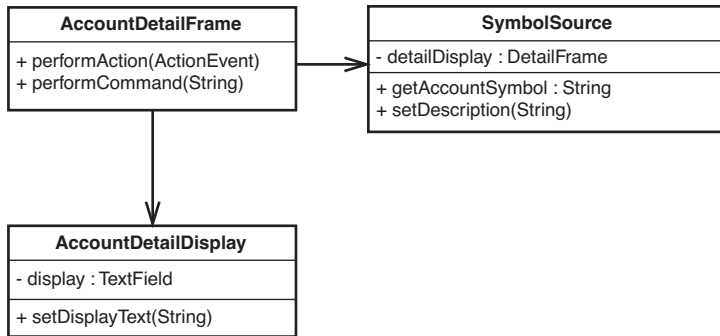 AccountDetailFrame
+ performAction(ActionEvent)
+ performCommand(String)
SymbolSource
- detailDisplay : DetailFrame
+ getAccountSymbol : String
+ setDescription(String)
AccountDetailDisplay
- display : TextField
+ setDisplayText(String)